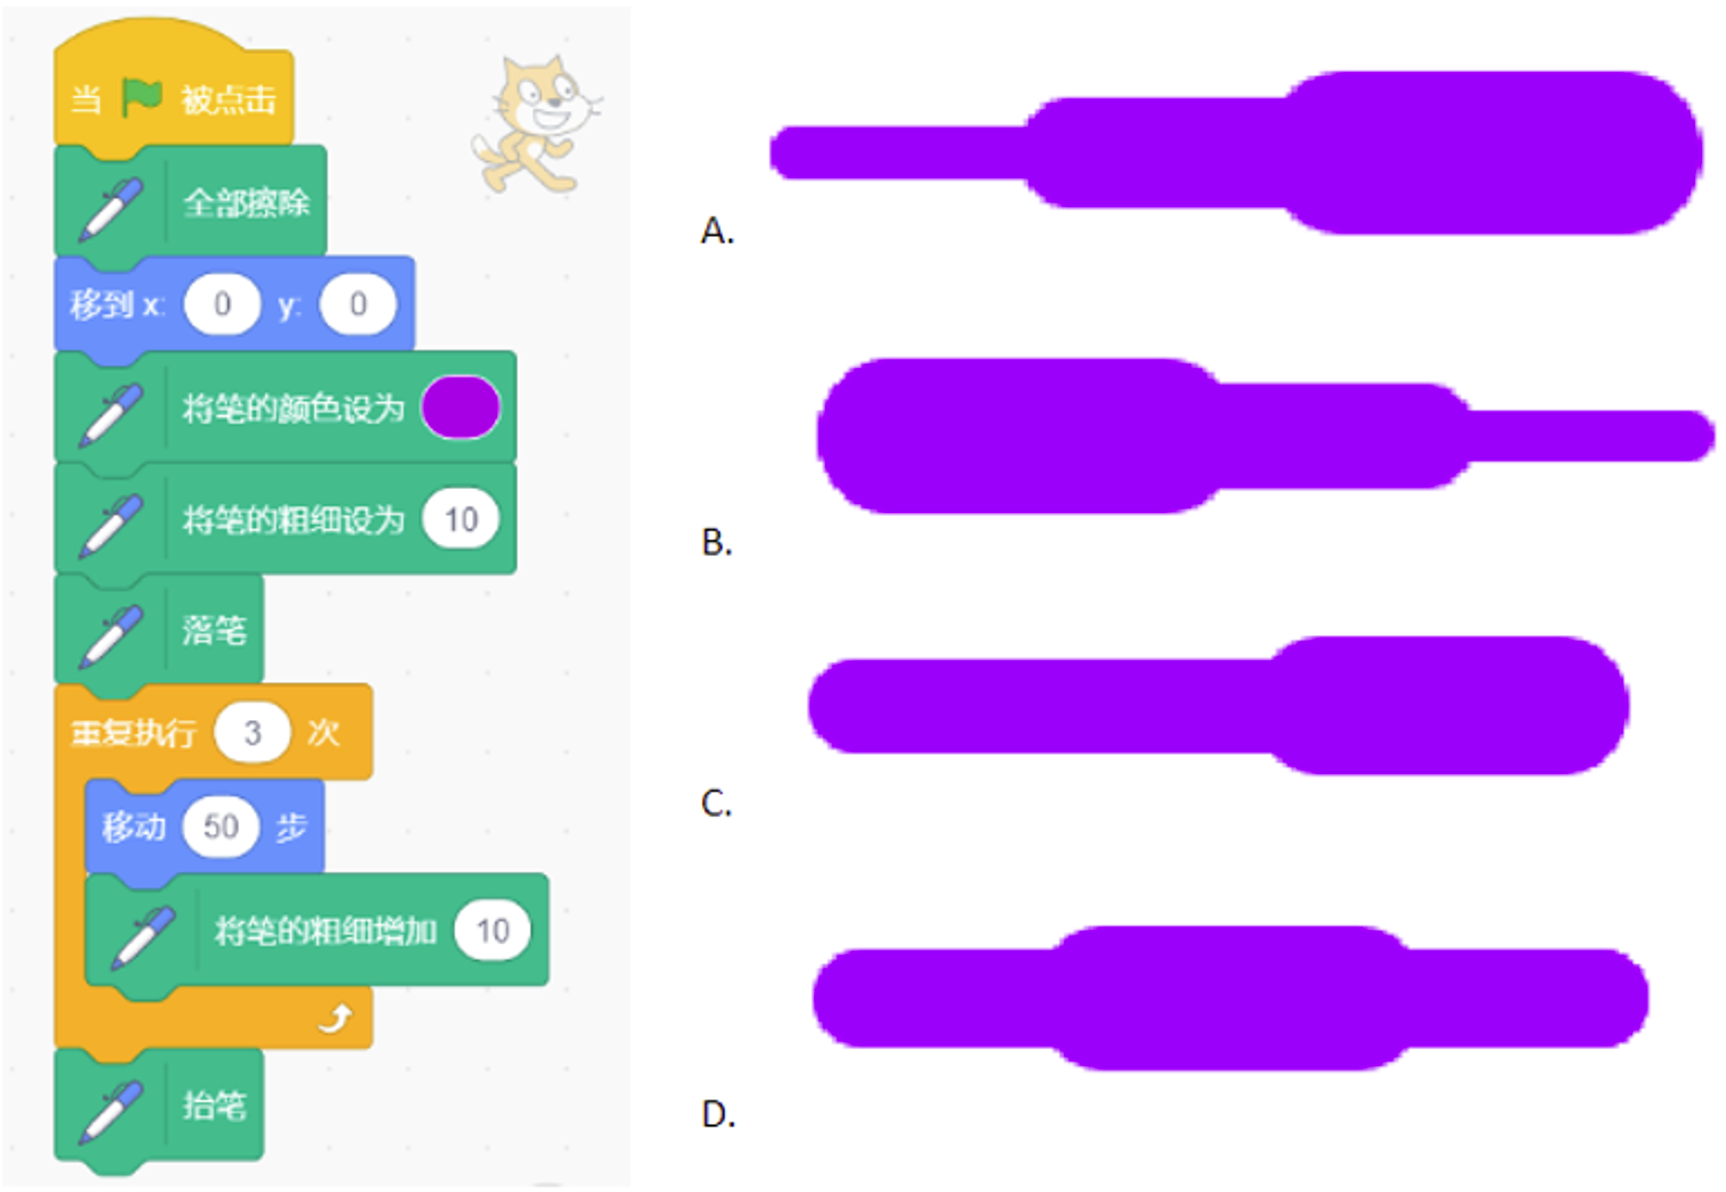 当 被点击
全部擦除
移到 x: 0 y: 0
将笔的颜色设为
将笔的粗细设为 10
落笔
重复执行 3 次
移动 50 步
将笔的粗细增加 10
抬笔
A.
B.
C.
D.